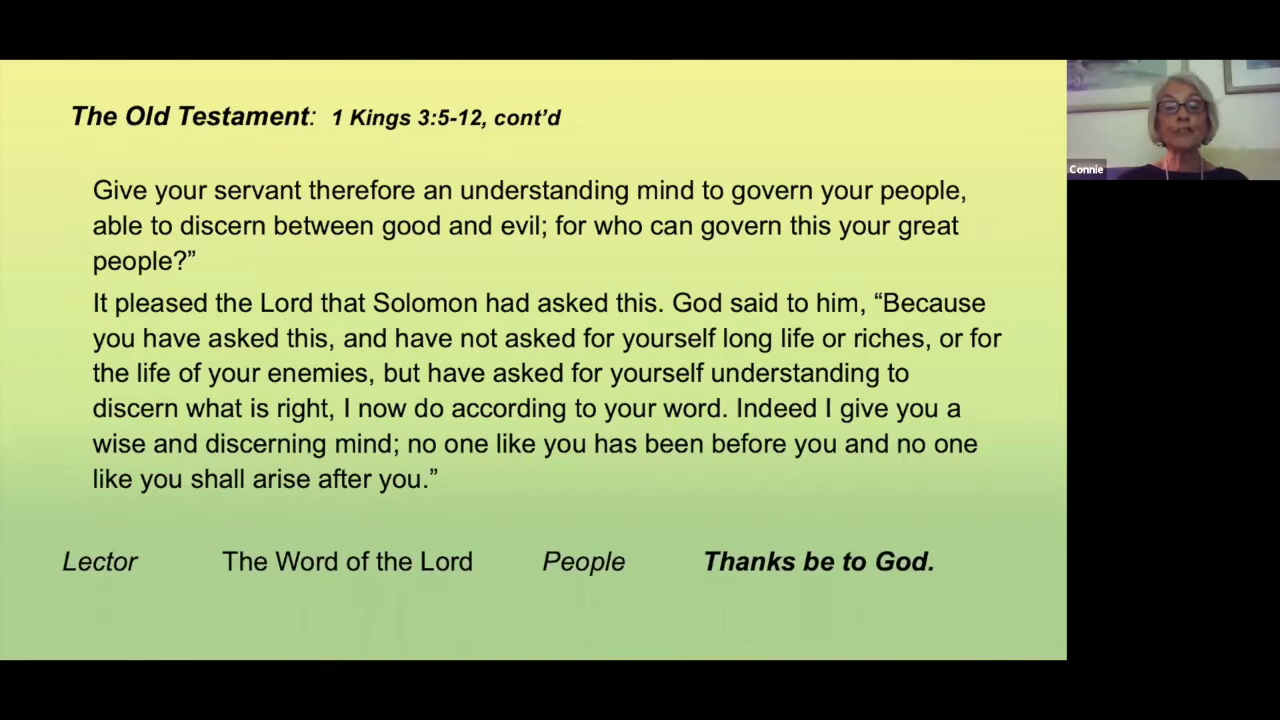 The Old Testament: 1 Kings 3:5-12, cont’d
Give your servant therefore an understanding mind to govern your people,
able to discern between good and evil; for who can govern this your great
people?”
It pleased the Lord that Solomon had asked this. God said to him, “Because
you have asked this, and have not asked for yourself long life or riches, or for
the life of your enemies, but have asked for yourself understanding to
discern what is right, I now do according to your word. Indeed I give you a
wise and discerning mind; no one like you has been before you and no one
like you shall arise after you.”
Lector The Word of the Lord People Thanks be to God.
Connie